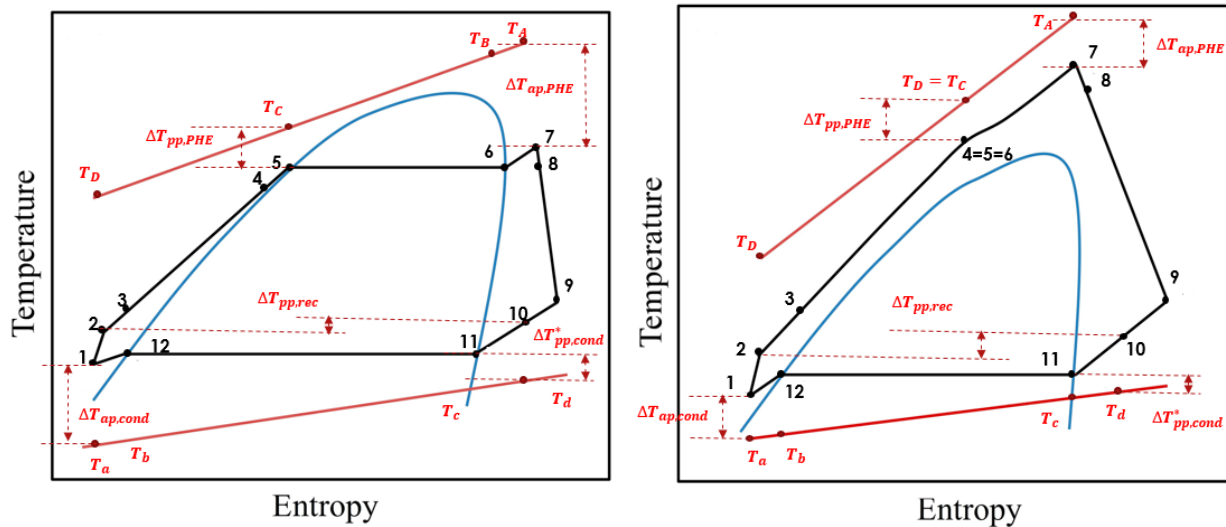 T_B
T_A
ΔT_ap,PHE
T_C
ΔT_pp,PHE
7
5
6
8
T_D
4
3
9
ΔT_pp,rec
2
10
ΔT*_pp,cond
1
12
11
ΔT_ap,cond
T_c
T_d
T_a
T_b
Temperature
Entropy
T_A
ΔT_ap,PHE
7
T_D = T_C
8
ΔT_pp,PHE
4=5=6
T_D
3
9
ΔT_pp,rec
2
10
11
1
12
ΔT_ap,cond
T_c
T_d
ΔT*_pp,cond
T_a
T_b
Temperature
Entropy